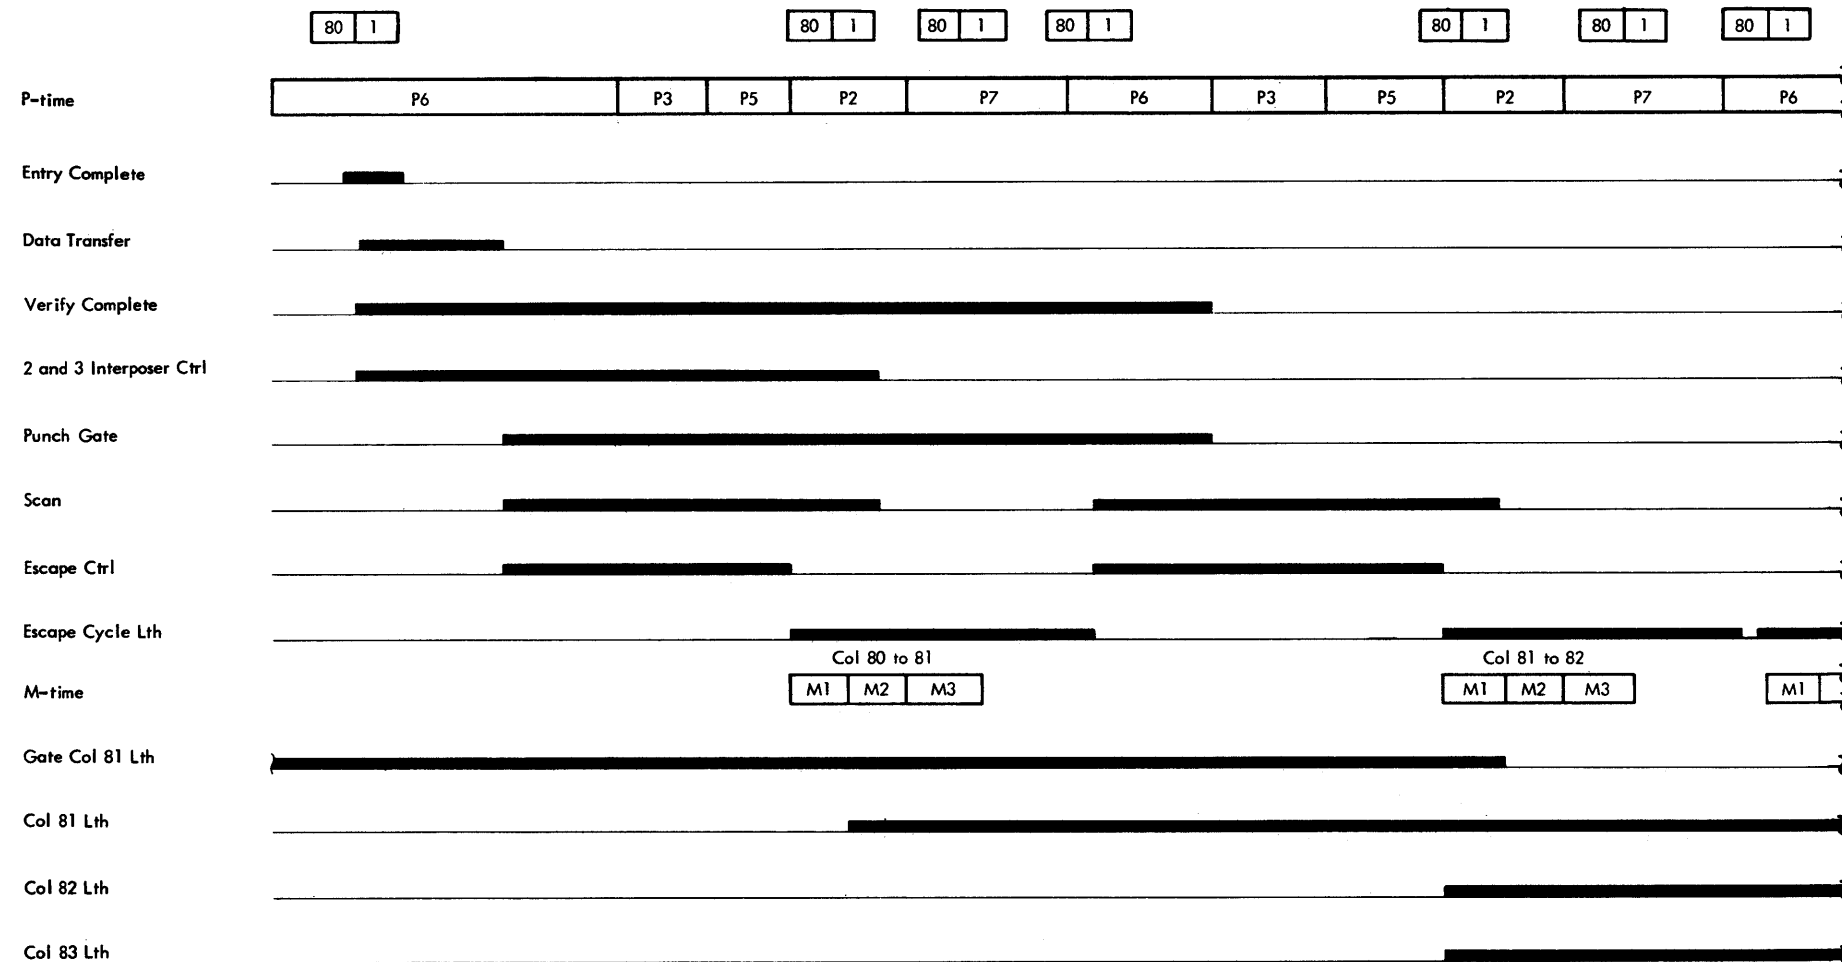 80 1 80 1 80 1 80 1 80 1 80 1 80 1
P-time P6 P3 P5 P2 P7 P6 P3 P5 P2 P7 P6
Entry Complete
Data Transfer
Verify Complete
2 and 3 Interposer Ctrl
Punch Gate
Scan
Escape Ctrl
Escape Cycle Lth
Col 80 to 81 Col 81 to 82
M-time M1 M2 M3 M1 M2 M3 M1
Gate Col 81 Lth
Col 81 Lth
Col 82 Lth
Col 83 Lth